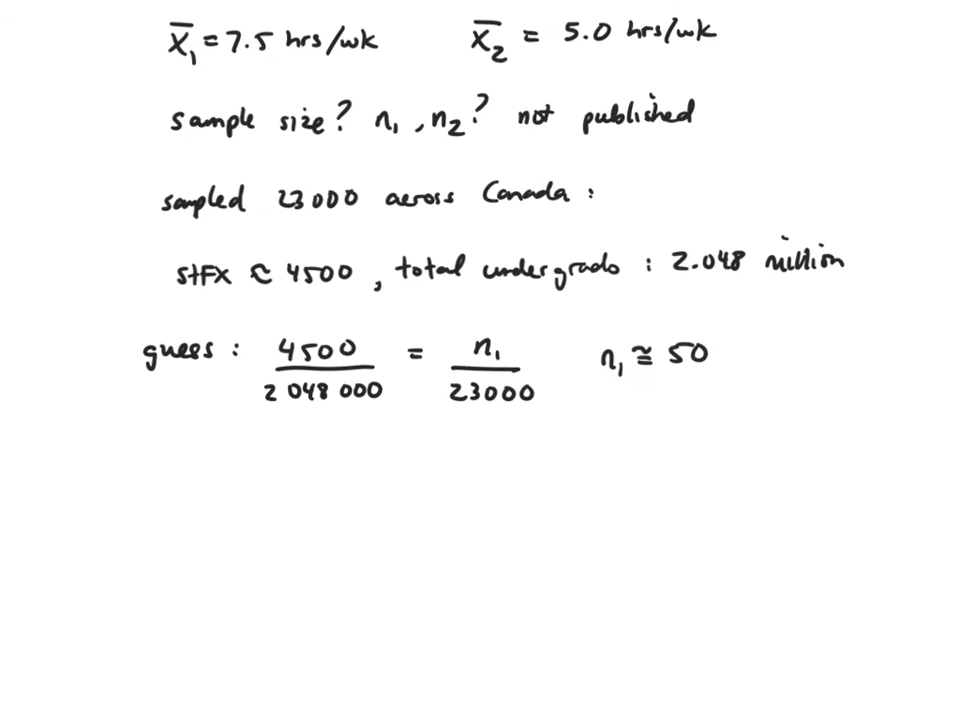 x̄₁ = 7.5 hrs/wk x̄₂ = 5.0 hrs/wk
sample size? n₁, n₂? not published
sampled 23000 across Canada :
stFX ≈ 4500, total undergrads : 2.048 million
guess : 4500 / 2 048 000 = n₁ / 23000 n₁ ≅ 50